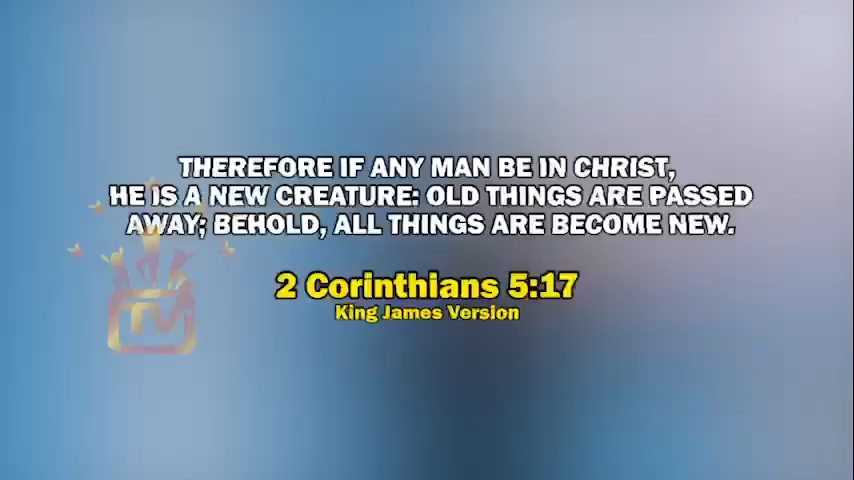 THEREFORE IF ANY MAN BE IN CHRIST,
HE IS A NEW CREATURE: OLD THINGS ARE PASSED
AWAY; BEHOLD, ALL THINGS ARE BECOME NEW.
2 Corinthians 5:17
King James Version